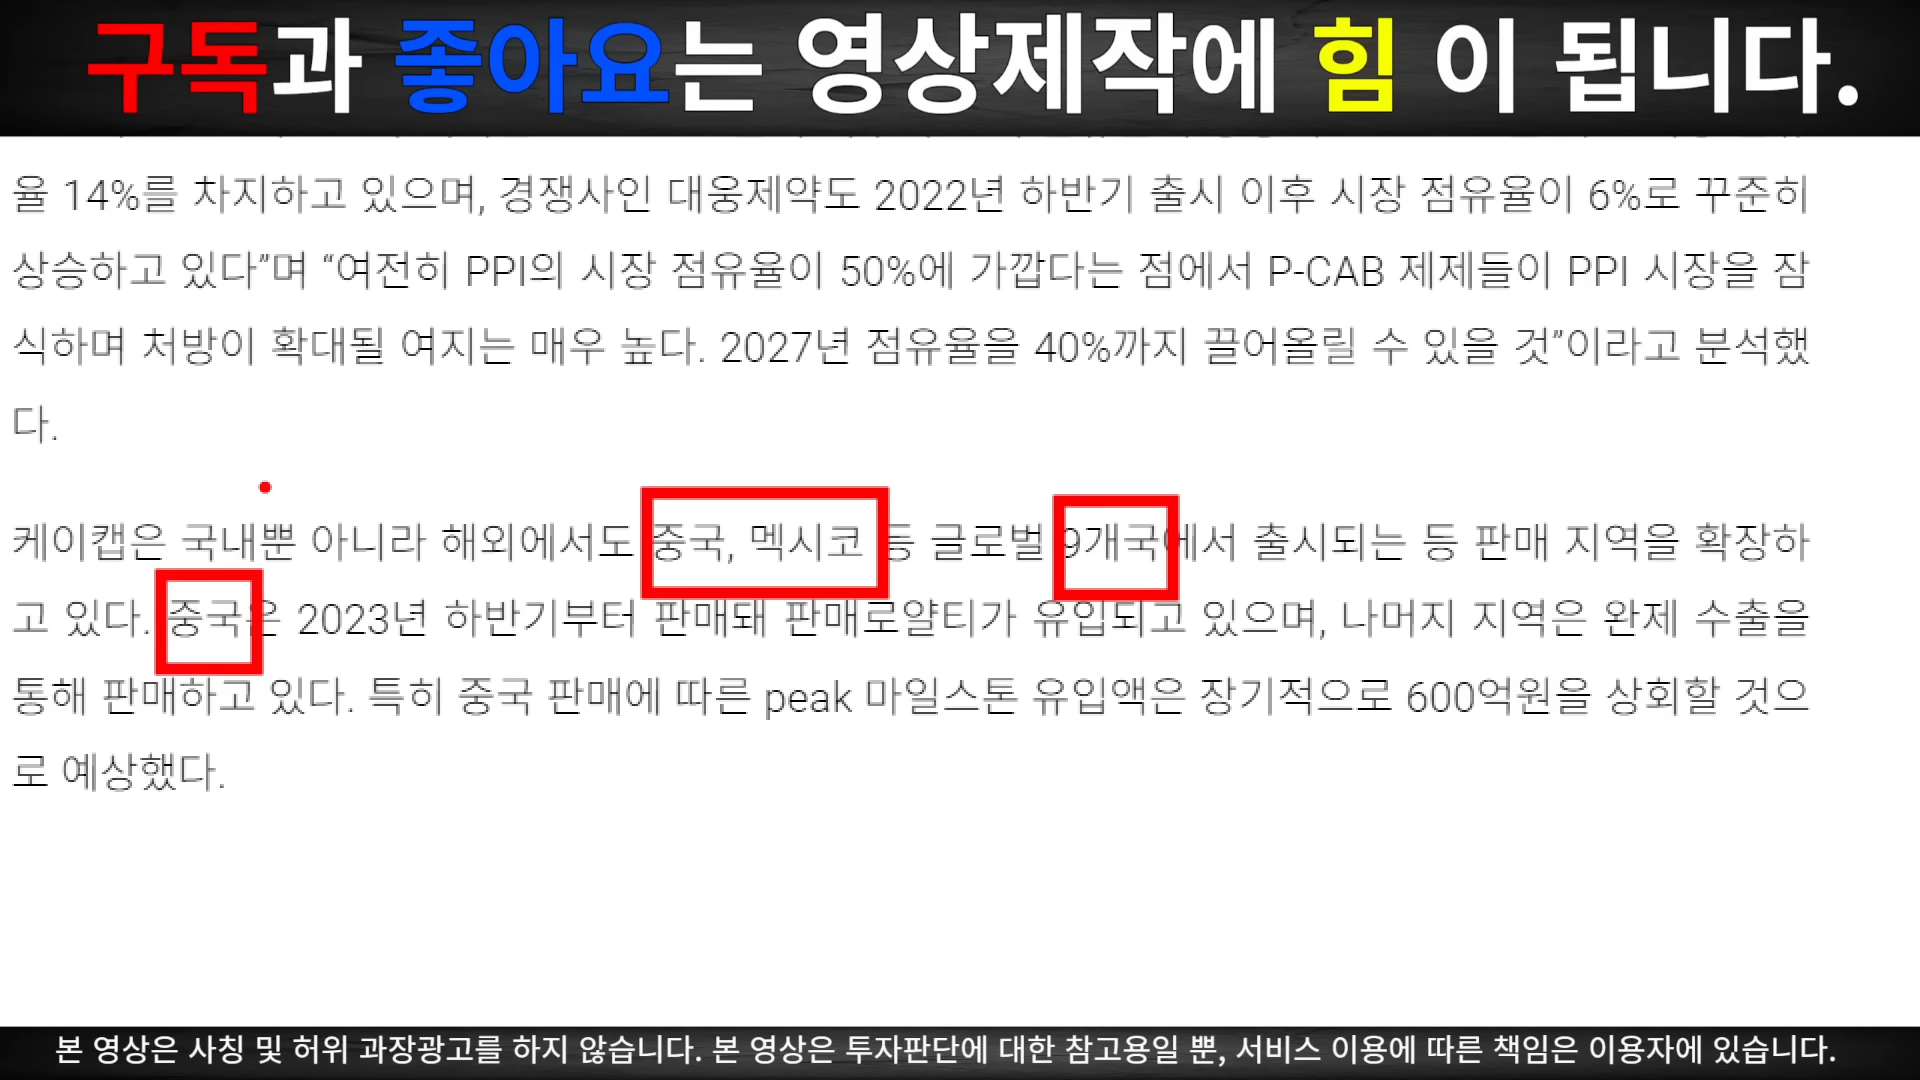 구독과 좋아요는 영상제작에 힘 이 됩니다.
율 14%를 차지하고 있으며, 경쟁사인 대웅제약도 2022년 하반기 출시 이후 시장 점유율이 6%로 꾸준히
상승하고 있다”며 “여전히 PPI의 시장 점유율이 50%에 가깝다는 점에서 P-CAB 제제들이 PPI 시장을 잠
식하며 처방이 확대될 여지는 매우 높다. 2027년 점유율을 40%까지 끌어올릴 수 있을 것”이라고 분석했
다.
케이캡은 국내뿐 아니라 해외에서도 중국, 멕시코 등 글로벌 9개국에서 출시되는 등 판매 지역을 확장하
고 있다. 중국은 2023년 하반기부터 판매돼 판매로얄티가 유입되고 있으며, 나머지 지역은 완제 수출을
통해 판매하고 있다. 특히 중국 판매에 따른 peak 마일스톤 유입액은 장기적으로 600억원을 상회할 것으
로 예상했다.
본 영상은 사칭 및 허위 과장광고를 하지 않습니다. 본 영상은 투자판단에 대한 참고용일 뿐, 서비스 이용에 따른 책임은 이용자에 있습니다.